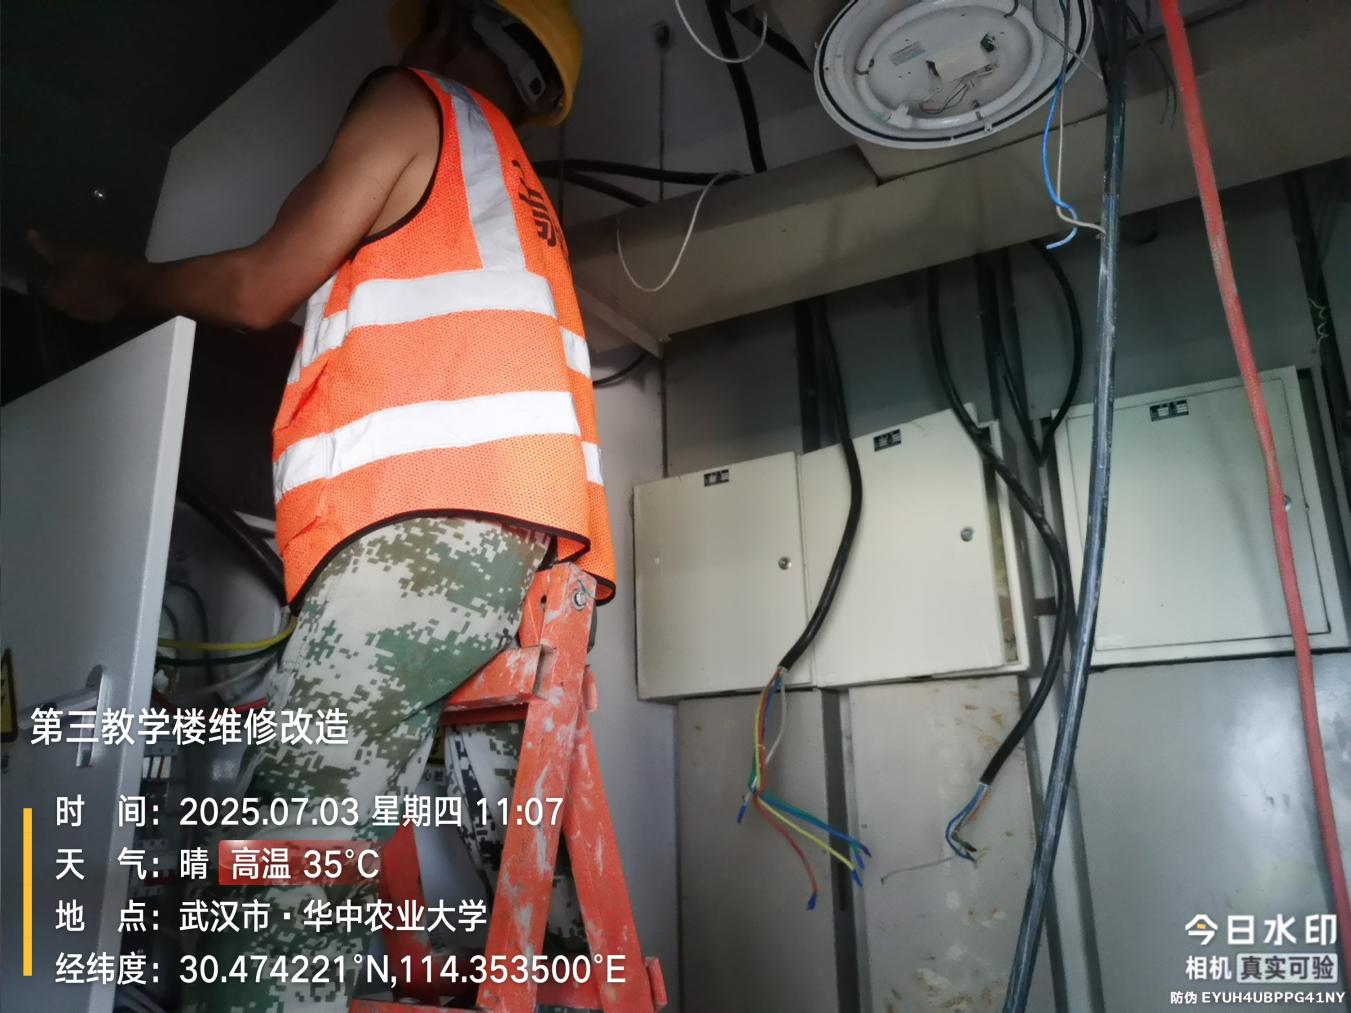 第三教学楼维修改造
时 间：2025.07.03 星期四 11:07
天 气：晴 高温 35℃
地 点：武汉市·华中农业大学
经纬度：30.474221°N,114.353500°E
今日水印
相机 真实可验
防伪 EYUH4UBPPG41NY